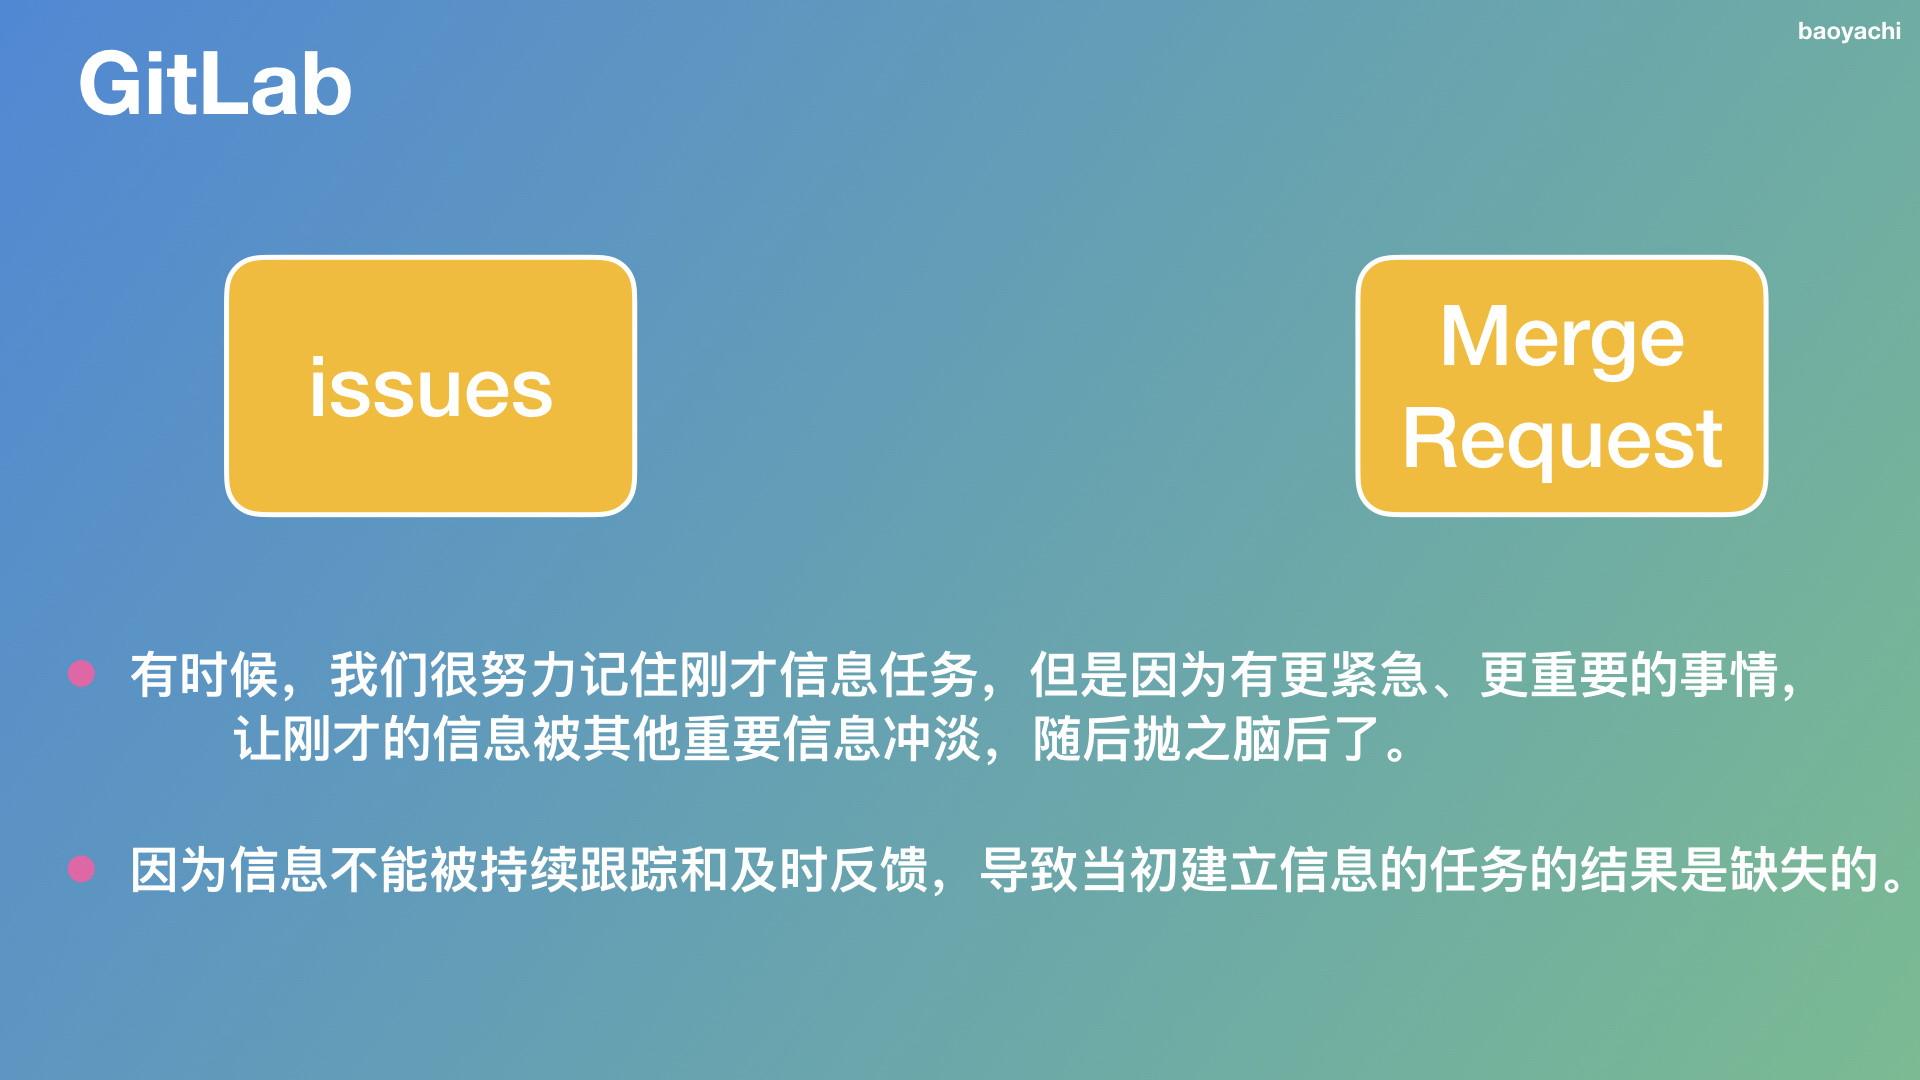 baoyachi
GitLab
issues
Merge
Request
有时候，我们很努力记住刚才信息任务，但是因为有更紧急、更重要的事情，
让刚才的信息被其他重要信息冲淡，随后抛之脑后了。
因为信息不能被持续跟踪和及时反馈，导致当初建立信息的任务的结果是缺失的。